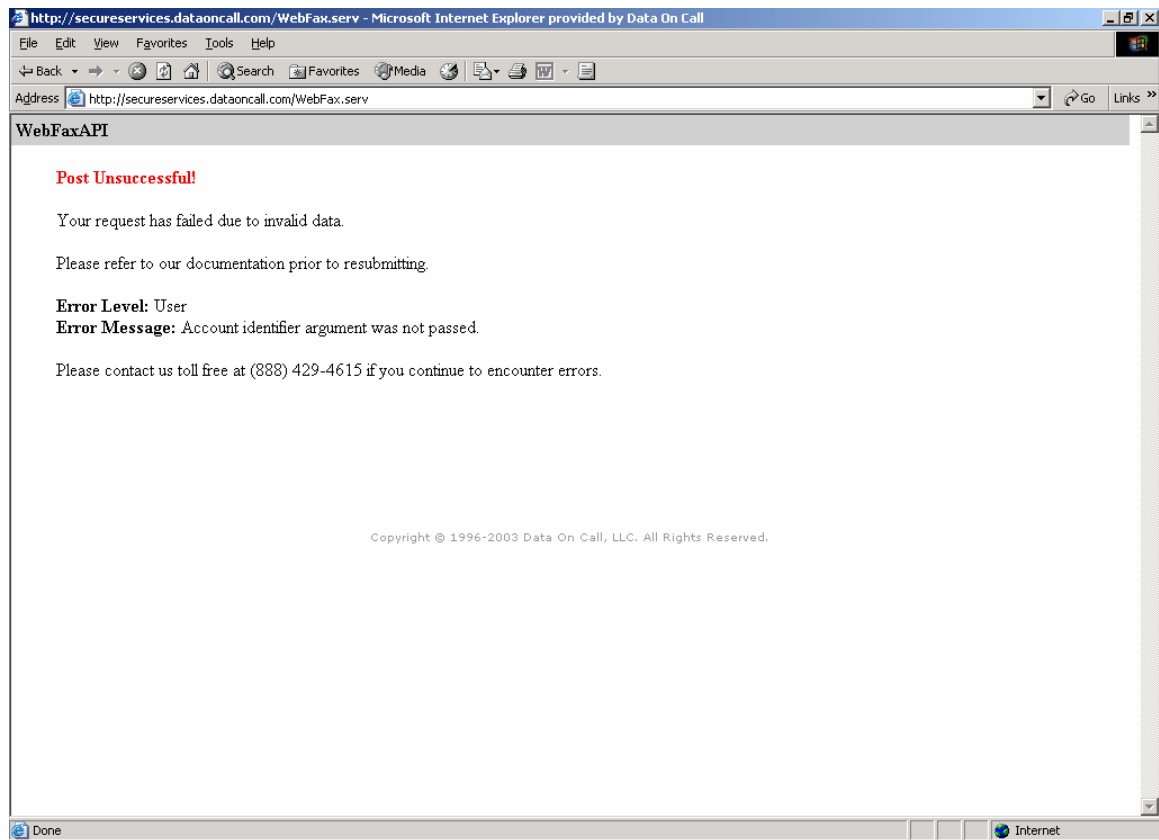 http://secureservices.dataoncall.com/WebFax.serv - Microsoft Internet Explorer provided by Data On Call
File Edit View Favorites Tools Help
Back Search Favorites Media
Address http://secureservices.dataoncall.com/WebFax.serv Go Links »
WebFaxAPI
Post Unsuccessful!
Your request has failed due to invalid data.
Please refer to our documentation prior to resubmitting.
Error Level: User
Error Message: Account identifier argument was not passed.
Please contact us toll free at (888) 429-4615 if you continue to encounter errors.
Copyright © 1996-2003 Data On Call, LLC. All Rights Reserved.
Done Internet